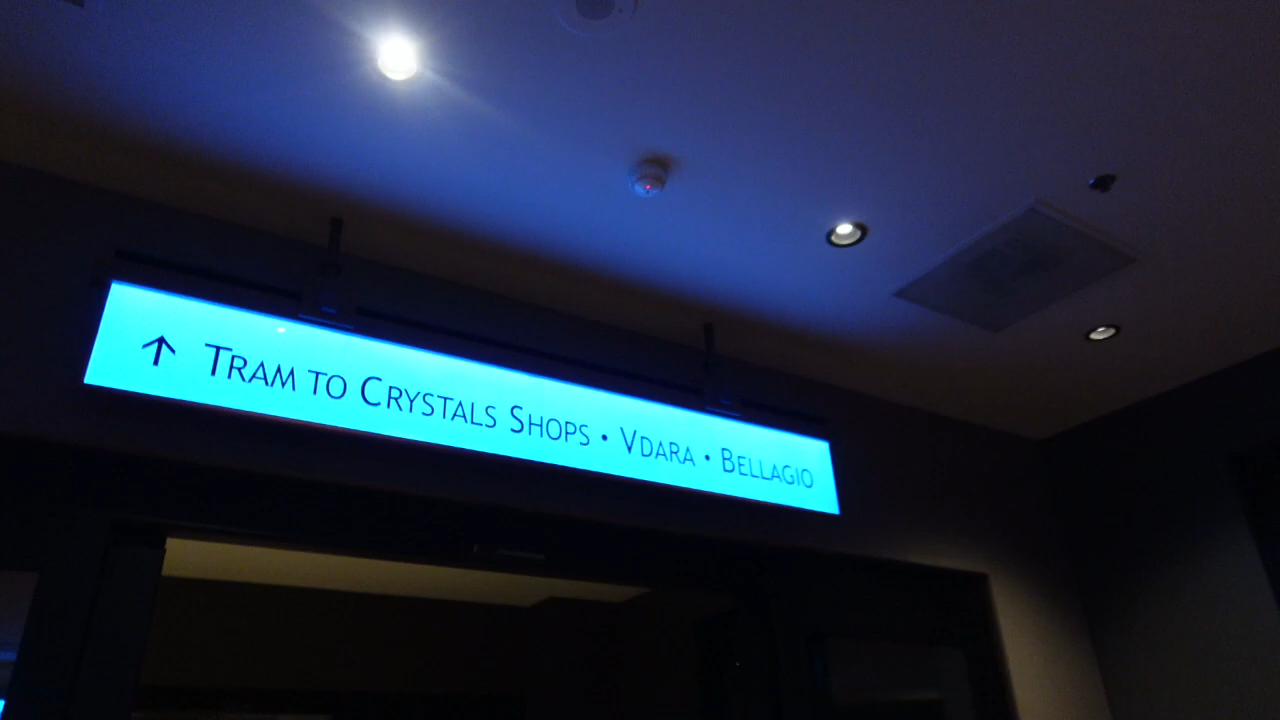 ↑ TRAM TO CRYSTALS SHOPS • VDARA • BELLAGIO